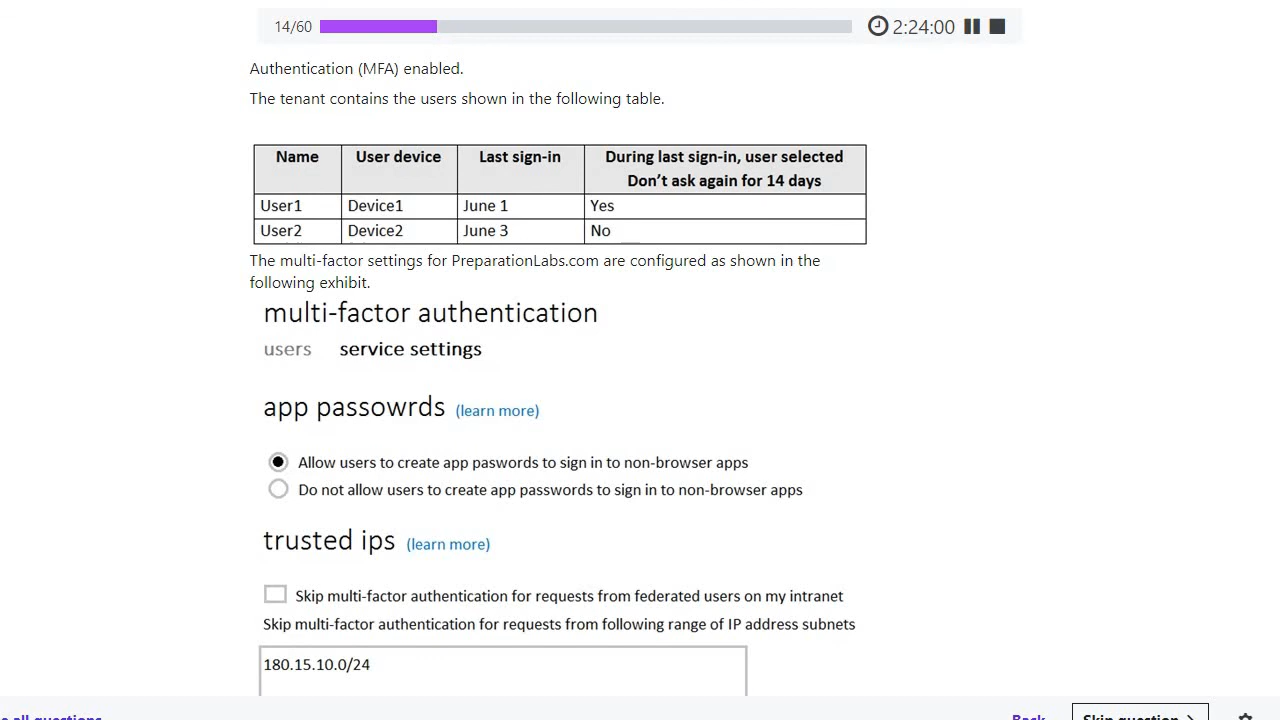 14/60
2:24:00
Authentication (MFA) enabled.
The tenant contains the users shown in the following table.
Name User device Last sign-in During last sign-in, user selected
Don't ask again for 14 days
User1 Device1 June 1 Yes
User2 Device2 June 3 No
The multi-factor settings for PreparationLabs.com are configured as shown in the
following exhibit.
multi-factor authentication
users service settings
app passowrds (learn more)
Allow users to create app paswords to sign in to non-browser apps
Do not allow users to create app passwords to sign in to non-browser apps
trusted ips (learn more)
Skip multi-factor authentication for requests from federated users on my intranet
Skip multi-factor authentication for requests from following range of IP address subnets
180.15.10.0/24
e all questions Back Skip question